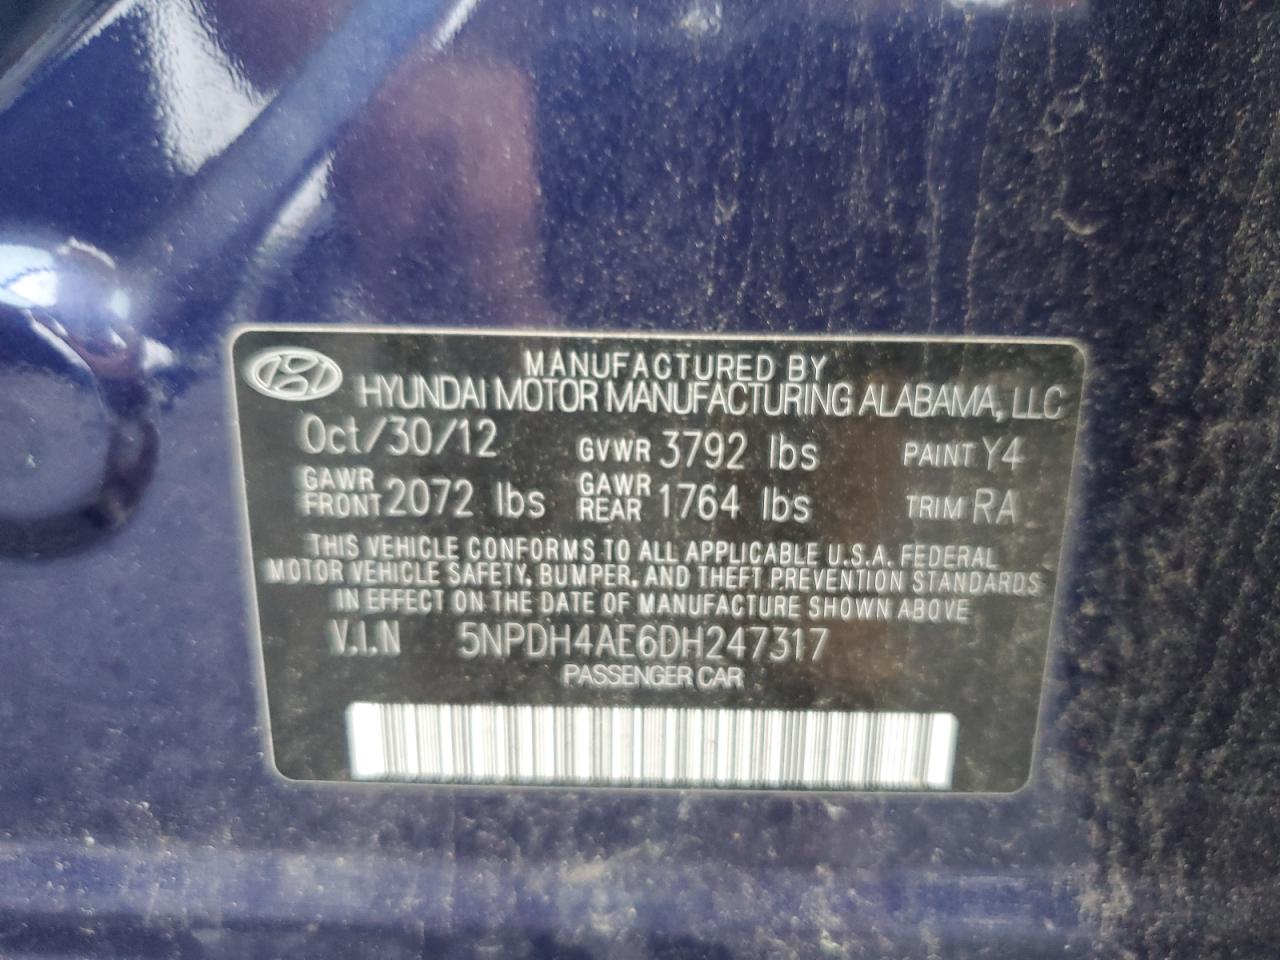 MANUFACTURED BY
HYUNDAI MOTOR MANUFACTURING ALABAMA, LLC
Oct/30/12 GVWR 3792 lbs PAINT Y4
GAWR FRONT 2072 lbs GAWR REAR 1764 lbs TRIM RA
THIS VEHICLE CONFORMS TO ALL APPLICABLE U.S.A. FEDERAL
MOTOR VEHICLE SAFETY, BUMPER, AND THEFT PREVENTION STANDARDS
IN EFFECT ON THE DATE OF MANUFACTURE SHOWN ABOVE
V.I.N 5NPDH4AE6DH247317
PASSENGER CAR